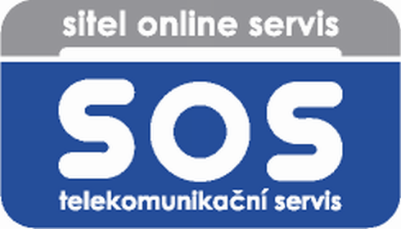 sitel online servis
SOS
telekomunikační servis